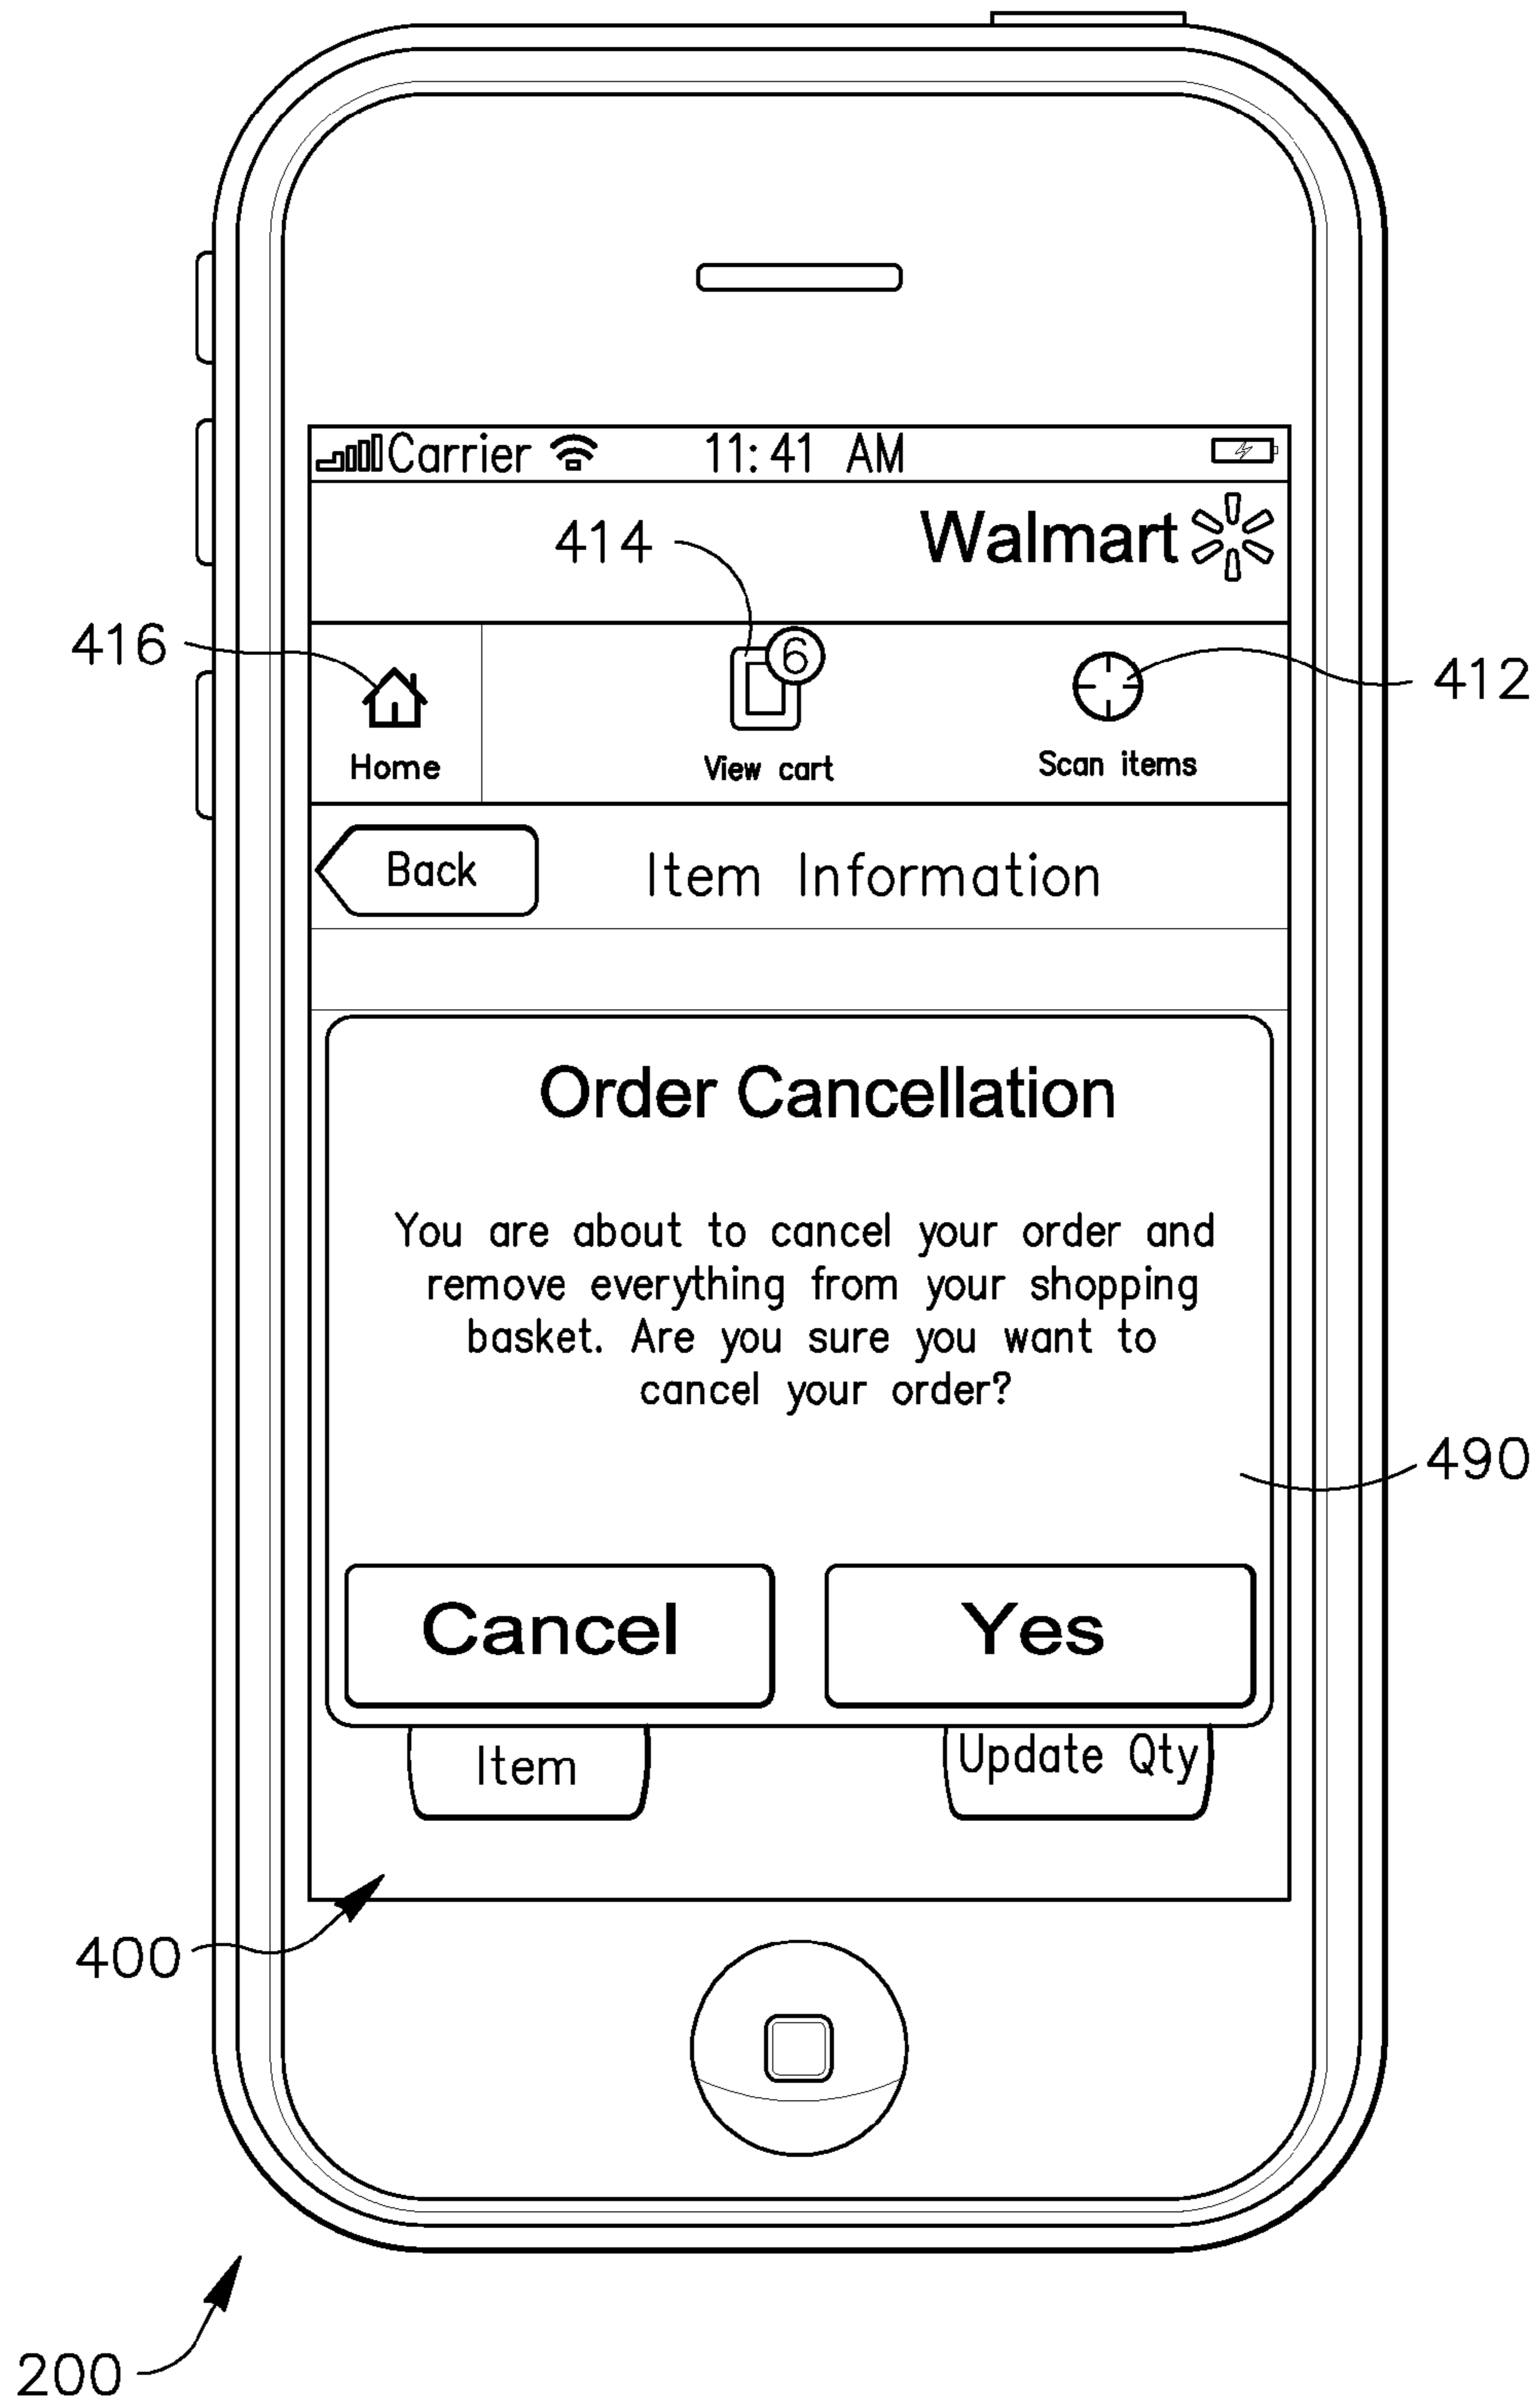 Carrier 11:41 AM
Walmart
414
416
6
412
Home
View cart
Scan items
Back
Item Information
Order Cancellation
You are about to cancel your order and
remove everything from your shopping
basket. Are you sure you want to
cancel your order?
490
Cancel
Yes
Item
Update Qty
400
200